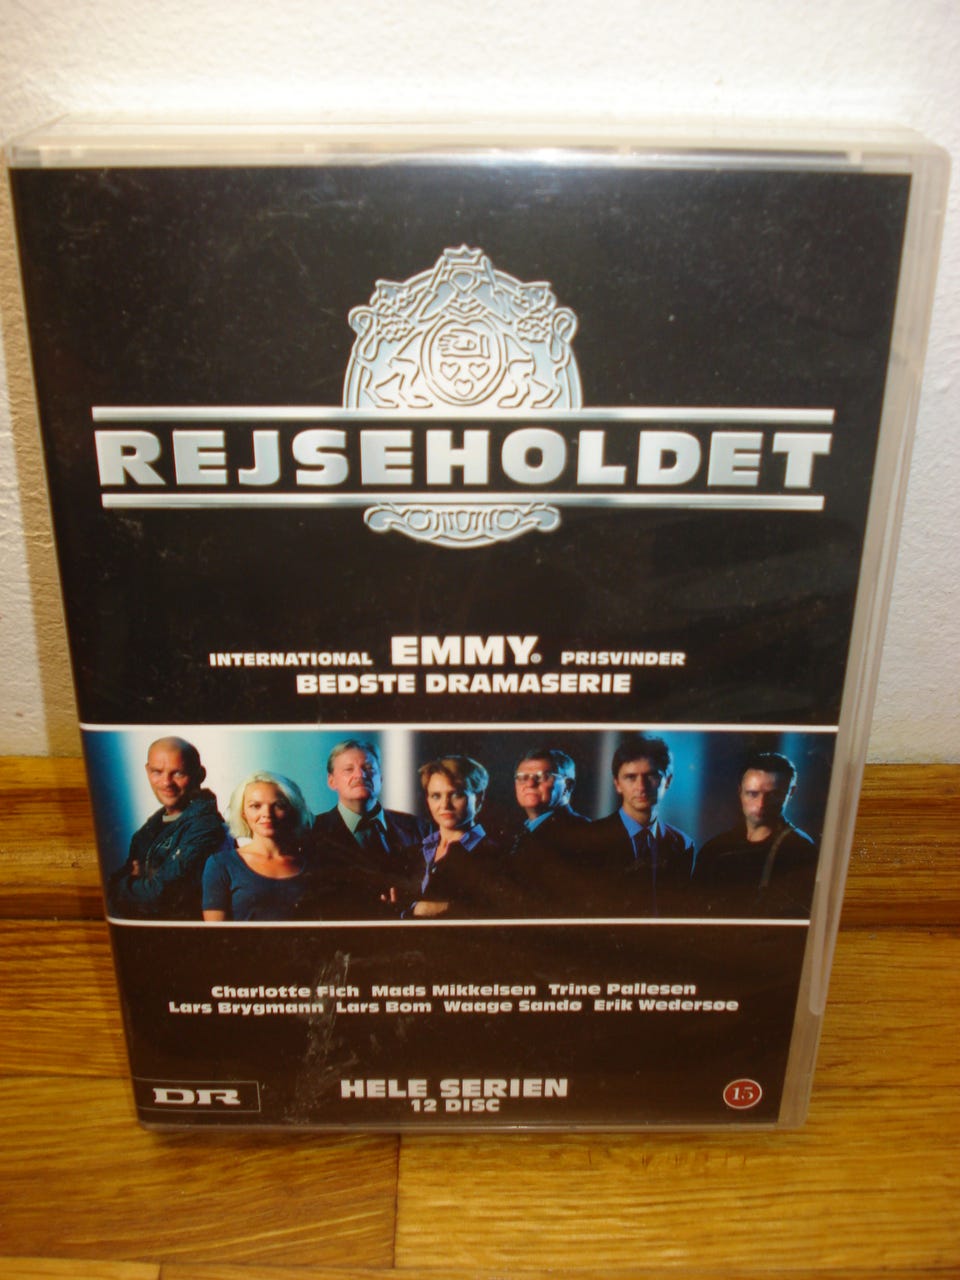 REJSEHOLDET
INTERNATIONAL EMMY® PRISVINDER
BEDSTE DRAMASERIE
Charlotte Fich Mads Mikkelsen Trine Pallesen
Lars Brygmann Lars Bom Waage Sandø Erik Wedersøe
HELE SERIEN
12 DISC
DR
15